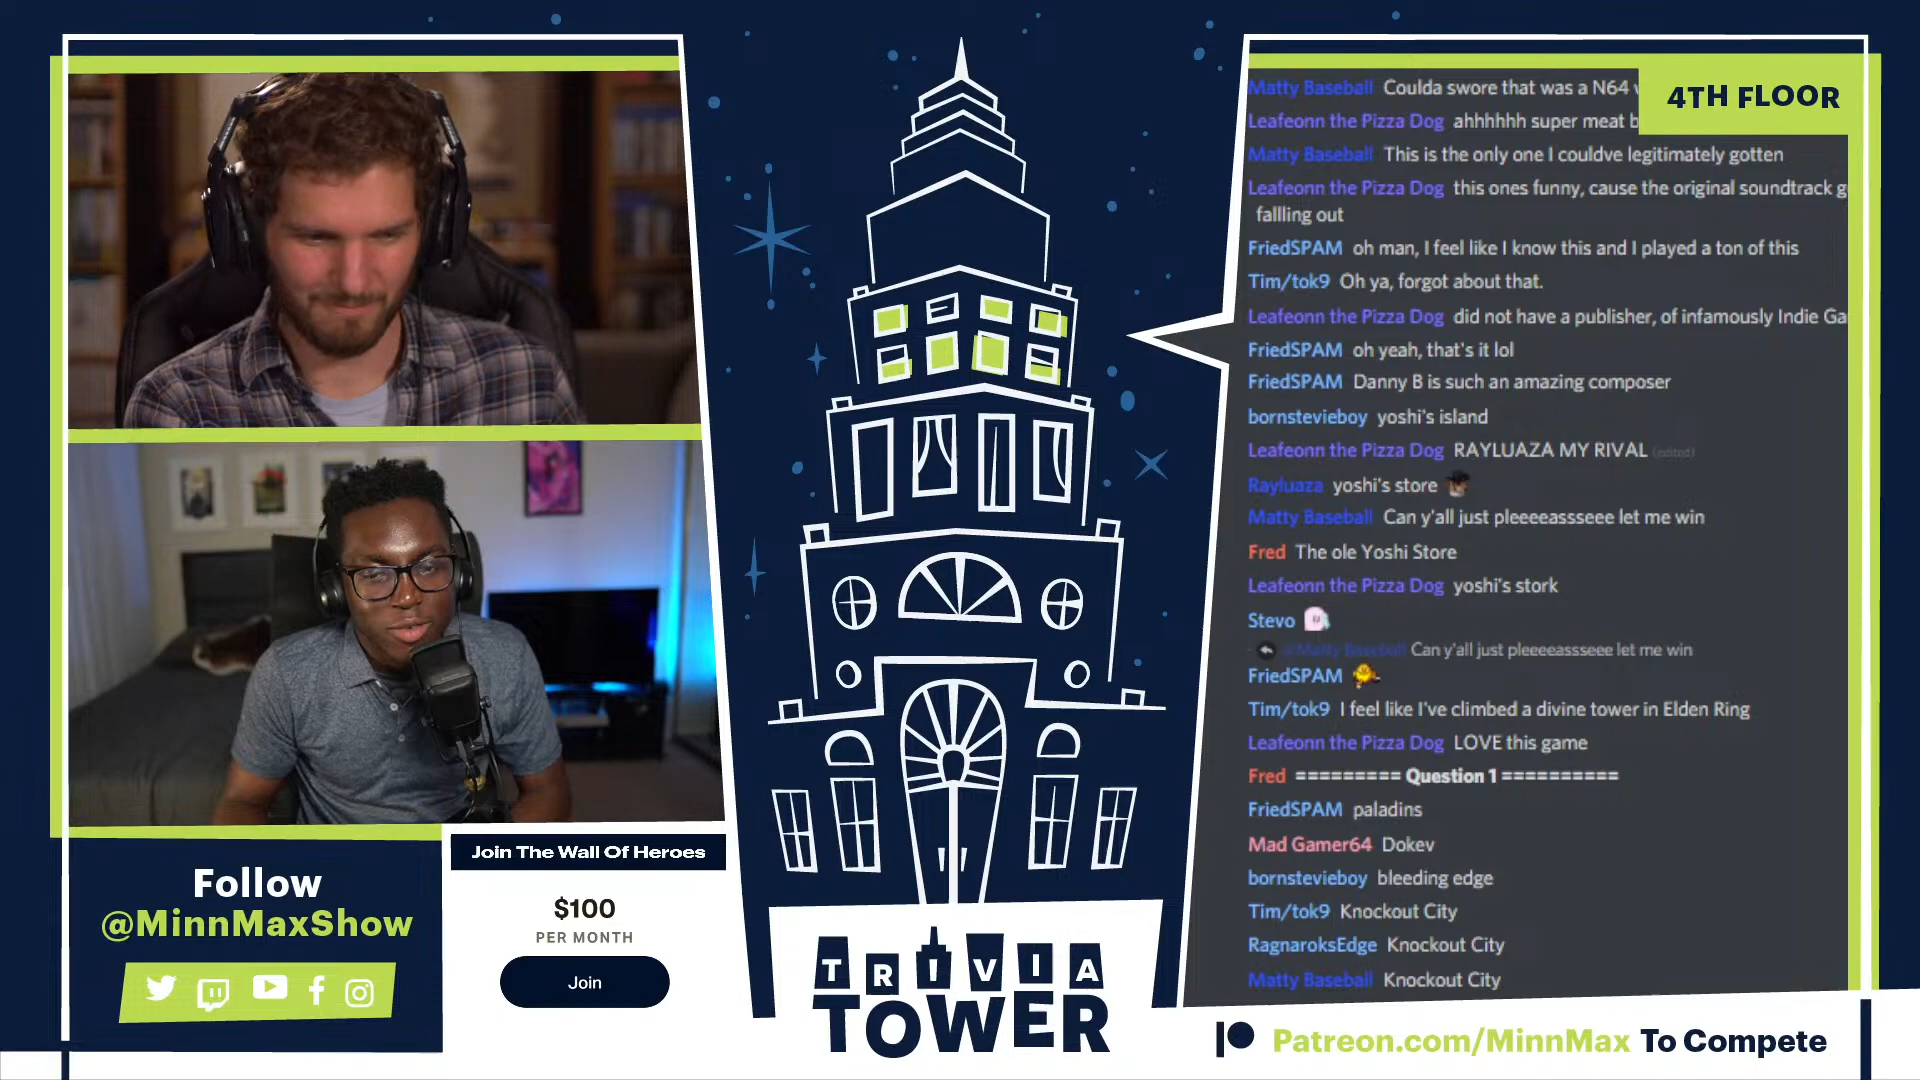 4TH FLOOR
Matty Baseball Coulda swore that was a N64
Leafeonn the Pizza Dog ahhhhhh super meat b
Matty Baseball This is the only one I couldve legitimately gotten
Leafeonn the Pizza Dog this ones funny, cause the original soundtrack g
fallling out
FriedSPAM oh man, I feel like I know this and I played a ton of this
Tim/tok9 Oh ya, forgot about that.
Leafeonn the Pizza Dog did not have a publisher, of infamously Indie Ga
FriedSPAM oh yeah, that's it lol
FriedSPAM Danny B is such an amazing composer
bornstevieboy yoshi's island
Leafeonn the Pizza Dog RAYLUAZA MY RIVAL (edited)
Rayluaza yoshi's store
Matty Baseball Can y'all just pleeeeassseee let me win
Fred The ole Yoshi Store
Leafeonn the Pizza Dog yoshi's stork
Stevo
@Matty Baseball Can y'all just pleeeeassseee let me win
FriedSPAM
Tim/tok9 I feel like I've climbed a divine tower in Elden Ring
Leafeonn the Pizza Dog LOVE this game
Fred ========= Question 1 ==========
FriedSPAM paladins
Mad Gamer64 Dokev
bornstevieboy bleeding edge
Tim/tok9 Knockout City
RagnaroksEdge Knockout City
Matty Baseball Knockout City
Follow
@MinnMaxShow
Join The Wall Of Heroes
$100
PER MONTH
Join
TRIVIA
TOWER
Patreon.com/MinnMax To Compete